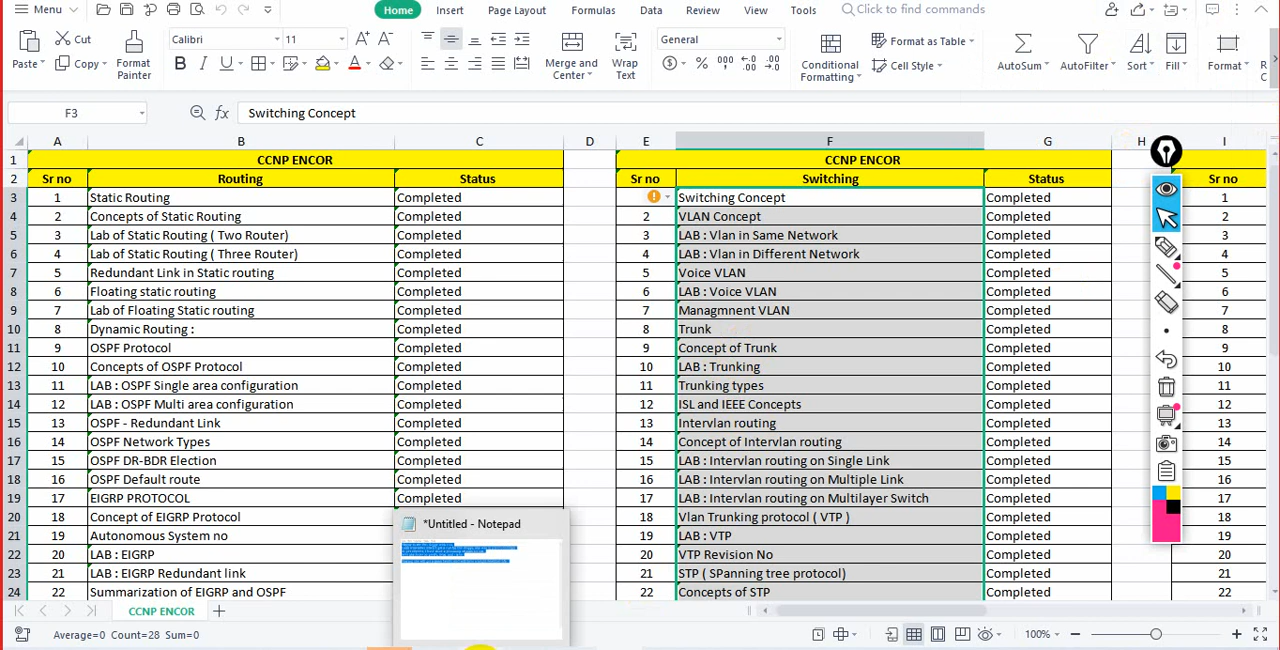 Menu
Home Insert Page Layout Formulas Data Review View Tools Click to find commands
Cut Calibri 11 A+ A- General Format as Table
Paste Copy Format Painter B I U A Merge and Center Wrap Text % 000 Conditional Formatting Cell Style AutoSum AutoFilter Sort Fill Format
F3 fx Switching Concept
A B C D E F G H I
1 CCNP ENCOR CCNP ENCOR
2 Sr no Routing Status Sr no Switching Status Sr no
3 1 Static Routing Completed Switching Concept Completed 1
4 2 Concepts of Static Routing Completed 2 VLAN Concept Completed 2
5 3 Lab of Static Routing ( Two Router) Completed 3 LAB : Vlan in Same Network Completed 3
6 4 Lab of Static Routing ( Three Router) Completed 4 LAB : Vlan in Different Network Completed 4
7 5 Redundant Link in Static routing Completed 5 Voice VLAN Completed 5
8 6 Floating static routing Completed 6 LAB : Voice VLAN Completed 6
9 7 Lab of Floating Static routing Completed 7 Managmnent VLAN Completed 7
10 8 Dynamic Routing : Completed 8 Trunk Completed 8
11 9 OSPF Protocol Completed 9 Concept of Trunk Completed 9
12 10 Concepts of OSPF Protocol Completed 10 LAB : Trunking Completed 10
13 11 LAB : OSPF Single area configuration Completed 11 Trunking types Completed 11
14 12 LAB : OSPF Multi area configuration Completed 12 ISL and IEEE Concepts Completed 12
15 13 OSPF - Redundant Link Completed 13 Intervlan routing Completed 13
16 14 OSPF Network Types Completed 14 Concept of Intervlan routing Completed 14
17 15 OSPF DR-BDR Election Completed 15 LAB : Intervlan routing on Single Link Completed 15
18 16 OSPF Default route Completed 16 LAB : Intervlan routing on Multiple Link Completed 16
19 17 EIGRP PROTOCOL Completed 17 LAB : Intervlan routing on Multilayer Switch Completed 17
20 18 Concept of EIGRP Protocol 18 Vlan Trunking protocol ( VTP ) Completed 18
21 19 Autonomous System no 19 LAB : VTP Completed 19
22 20 LAB : EIGRP 20 VTP Revision No Completed 20
23 21 LAB : EIGRP Redundant link 21 STP ( SPanning tree protocol) Completed 21
24 22 Summarization of EIGRP and OSPF 22 Concepts of STP Completed 22
*Untitled - Notepad
CCNP ENCOR +
Average=0 Count=28 Sum=0 100% - +